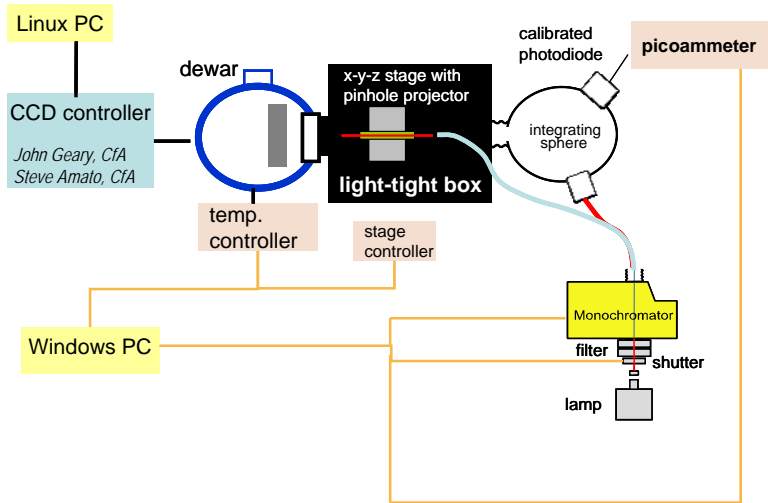 Linux PC
CCD controller
John Geary, CfA
Steve Amato, CfA
dewar
x-y-z stage with
pinhole projector
light-tight box
calibrated
photodiode
picoammeter
integrating
sphere
temp.
controller
stage
controller
Windows PC
Monochromator
filter
shutter
lamp